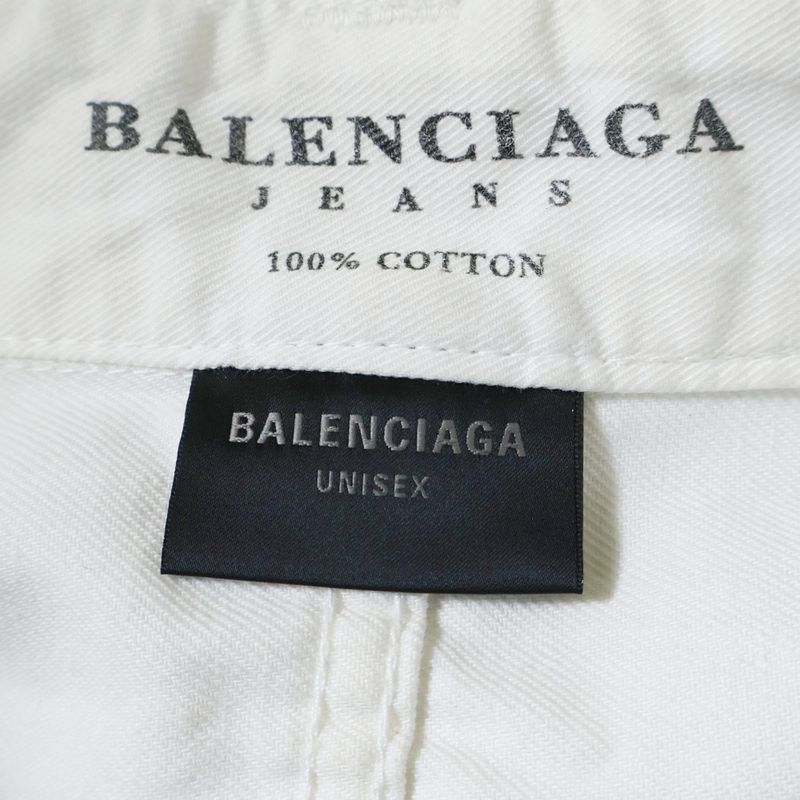 BALENCIAGA
JEANS
100% COTTON
BALENCIAGA
UNISEX